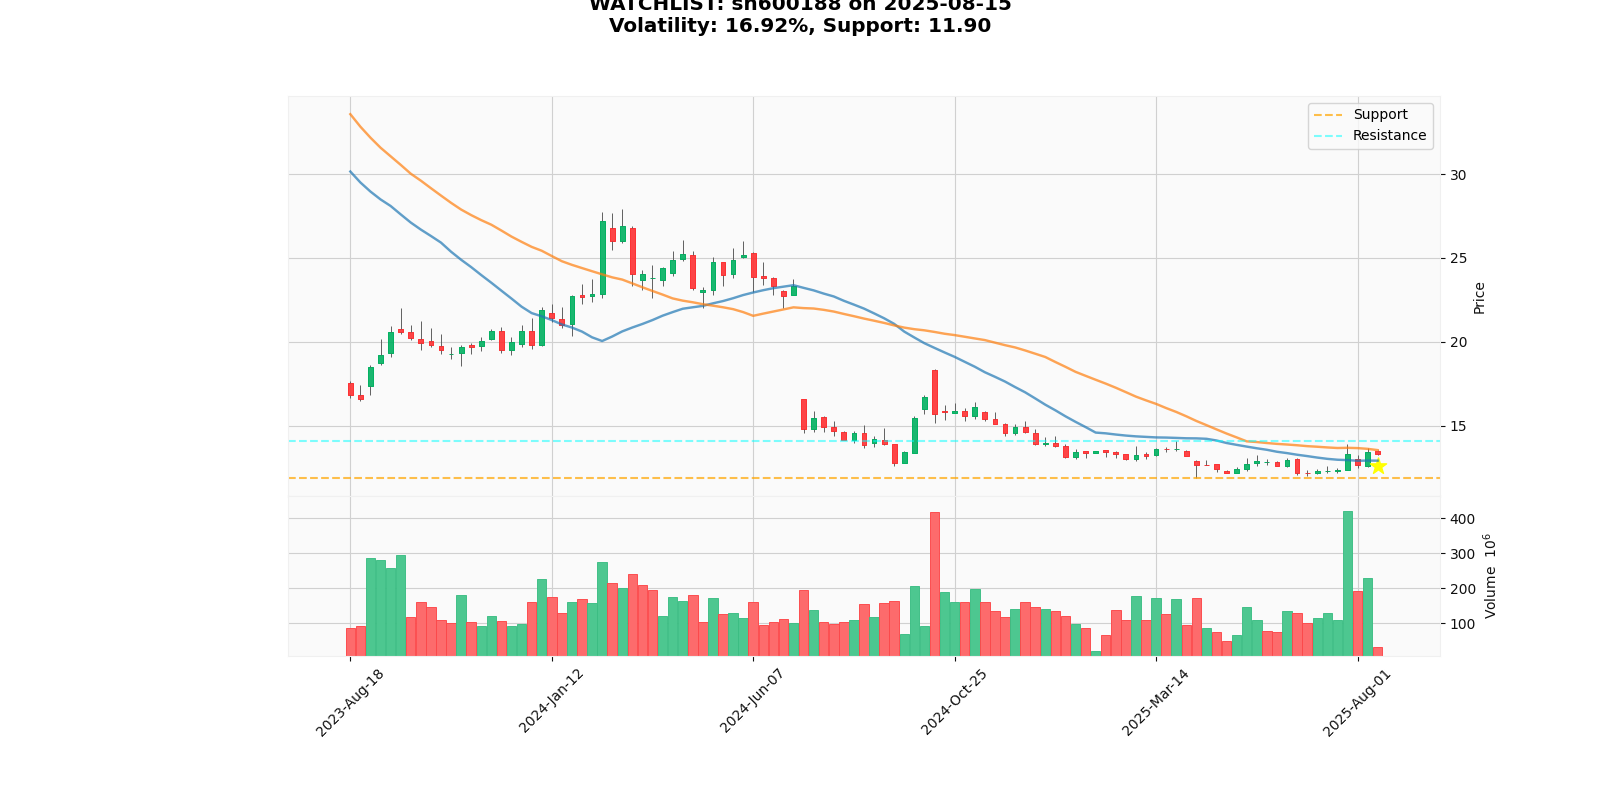 WATCHLIST: sh600188 on 2025-08-15
Volatility: 16.92%, Support: 11.90
Support
Resistance
30
25
20
15
Price
400
300
200
100
Volume 10⁶
2023-Aug-18
2024-Jan-12
2024-Jun-07
2024-Oct-25
2025-Mar-14
2025-Aug-01